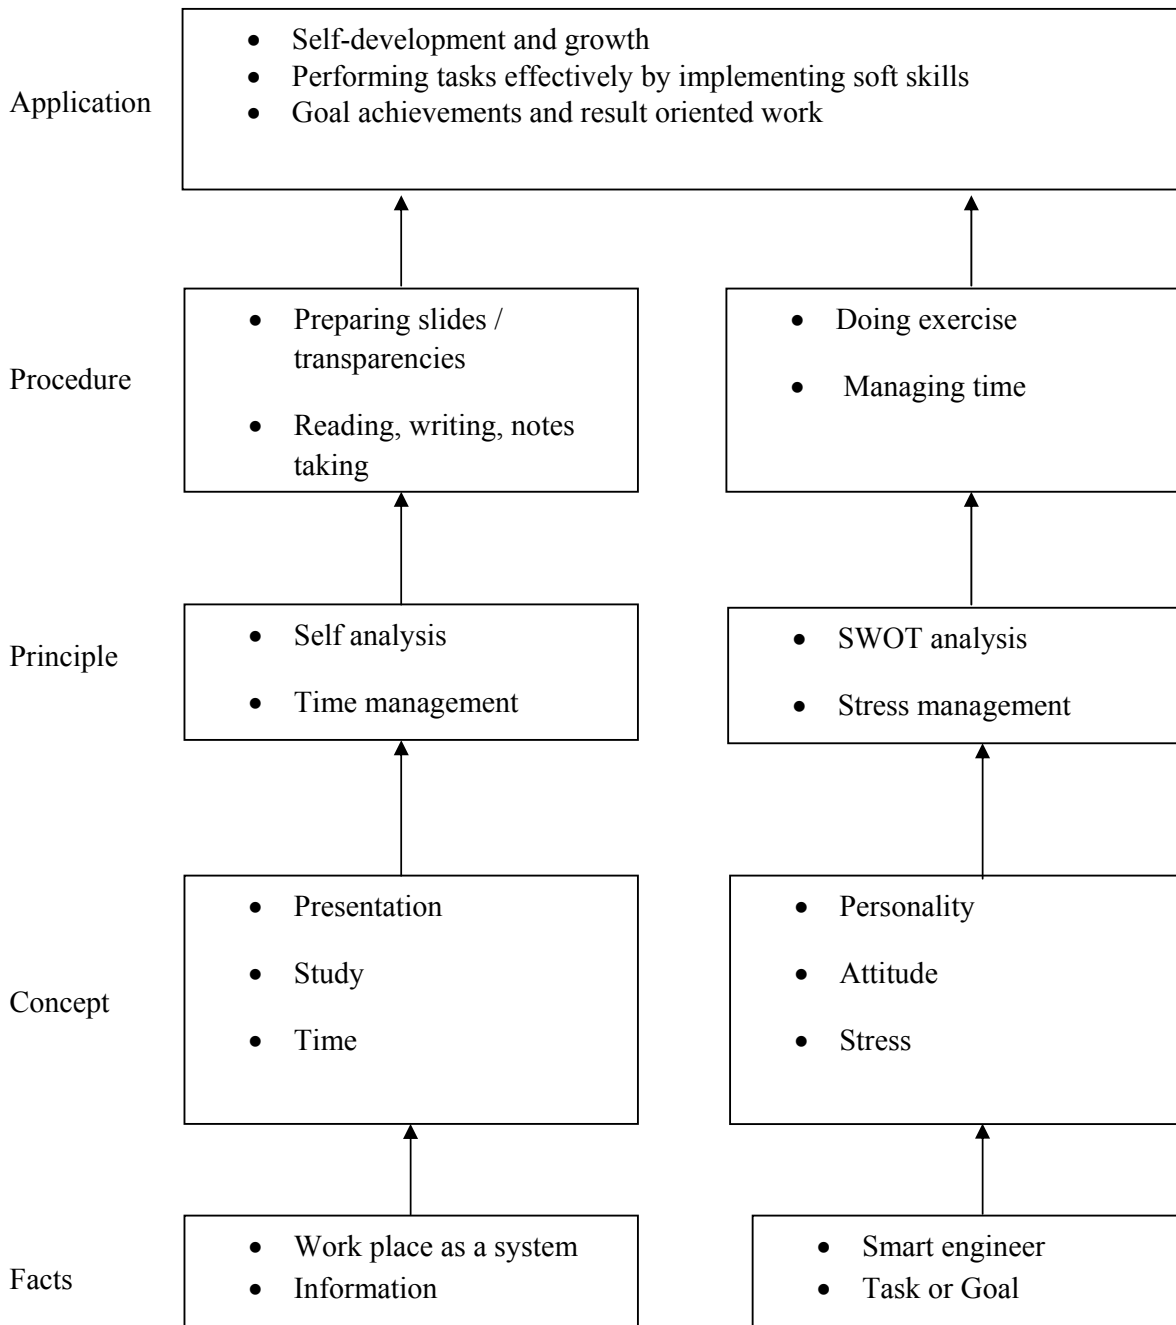 Application
• Self-development and growth
• Performing tasks effectively by implementing soft skills
• Goal achievements and result oriented work
Procedure
• Preparing slides /
transparencies
• Reading, writing, notes
taking
• Doing exercise
• Managing time
Principle
• Self analysis
• Time management
• SWOT analysis
• Stress management
Concept
• Presentation
• Study
• Time
• Personality
• Attitude
• Stress
Facts
• Work place as a system
• Information
• Smart engineer
• Task or Goal